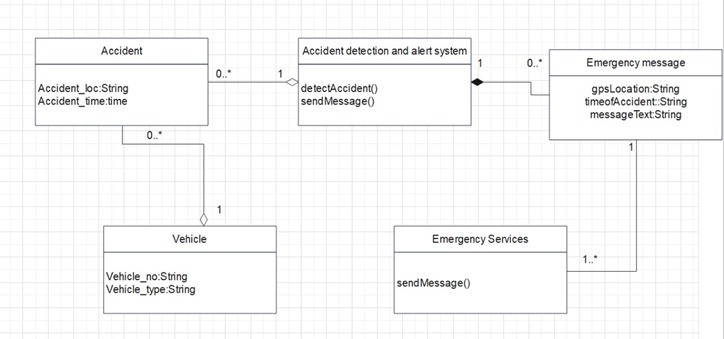 Accident
Accident_loc:String
Accident_time:time
0..*
1
Accident detection and alert system
detectAccident()
sendMessage()
1
0..*
Emergency message
gpsLocation:String
timeofAccident::String
messageText:String
0..*
1
1
Vehicle
Vehicle_no:String
Vehicle_type:String
Emergency Services
sendMessage()
1..*